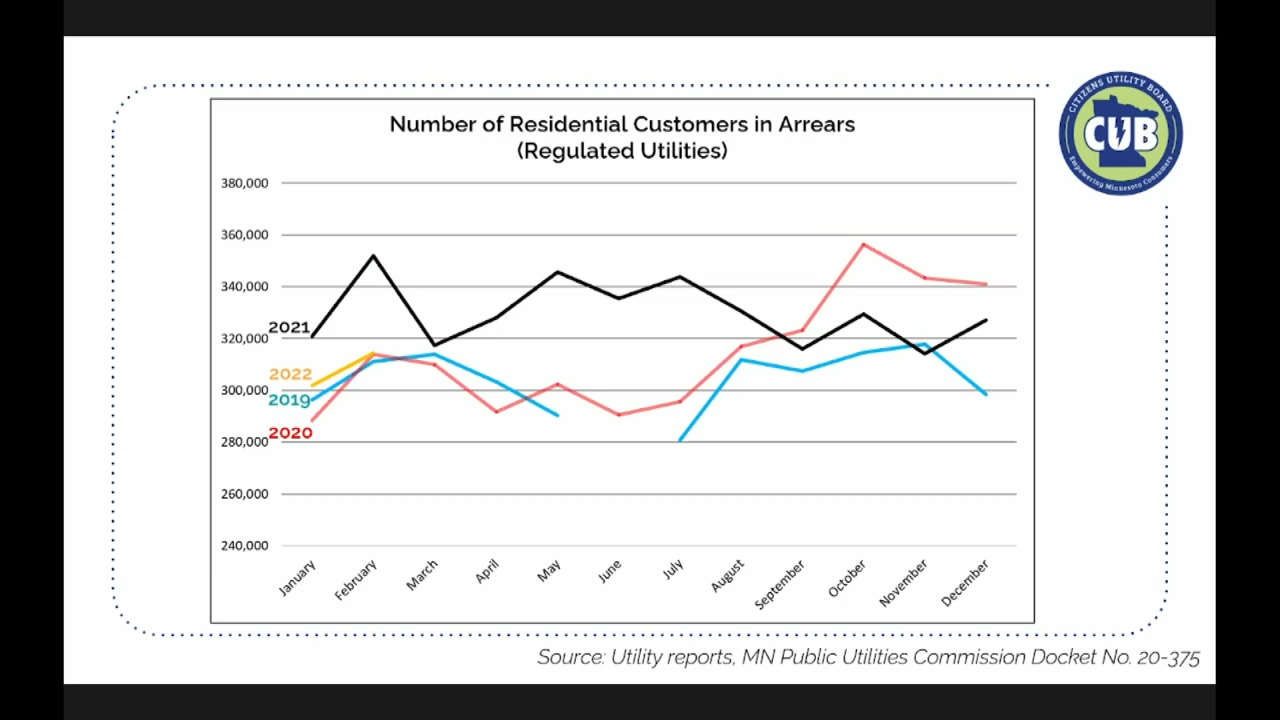 Number of Residential Customers in Arrears
(Regulated Utilities)
CITIZENS UTILITY BOARD
CUB
Empowering Minnesota Consumers
380,000
360,000
340,000
2021
320,000
2022
300,000
2019
2020
280,000
260,000
240,000
January
February
March
April
May
June
July
August
September
October
November
December
Source: Utility reports, MN Public Utilities Commission Docket No. 20-375